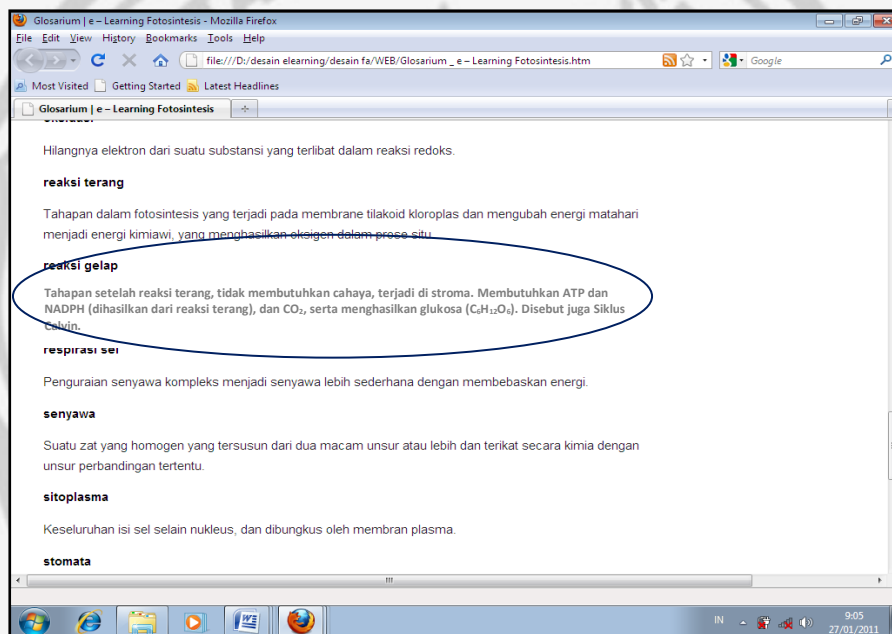 Glosarium | e – Learning Fotosintesis - Mozilla Firefox
File Edit View History Bookmarks Tools Help
file:///D:/desain elearning/desain fa/WEB/Glosarium _ e – Learning Fotosintesis.htm
Google
Most Visited Getting Started Latest Headlines
Glosarium | e – Learning Fotosintesis
Hilangnya elektron dari suatu substansi yang terlibat dalam reaksi redoks.
reaksi terang
Tahapan dalam fotosintesis yang terjadi pada membrane tilakoid kloroplas dan mengubah energi matahari
menjadi energi kimiawi, yang menghasilkan oksigen dalam prose situ
reaksi gelap
Tahapan setelah reaksi terang, tidak membutuhkan cahaya, terjadi di stroma. Membutuhkan ATP dan
NADPH (dihasilkan dari reaksi terang), dan CO₂, serta menghasilkan glukosa (C₆H₁₂O₆). Disebut juga Siklus
Calvin.
respirasi sel
Penguraian senyawa kompleks menjadi senyawa lebih sederhana dengan membebaskan energi.
senyawa
Suatu zat yang homogen yang tersusun dari dua macam unsur atau lebih dan terikat secara kimia dengan
unsur perbandingan tertentu.
sitoplasma
Keseluruhan isi sel selain nukleus, dan dibungkus oleh membran plasma.
stomata
IN
9:05
27/01/2011